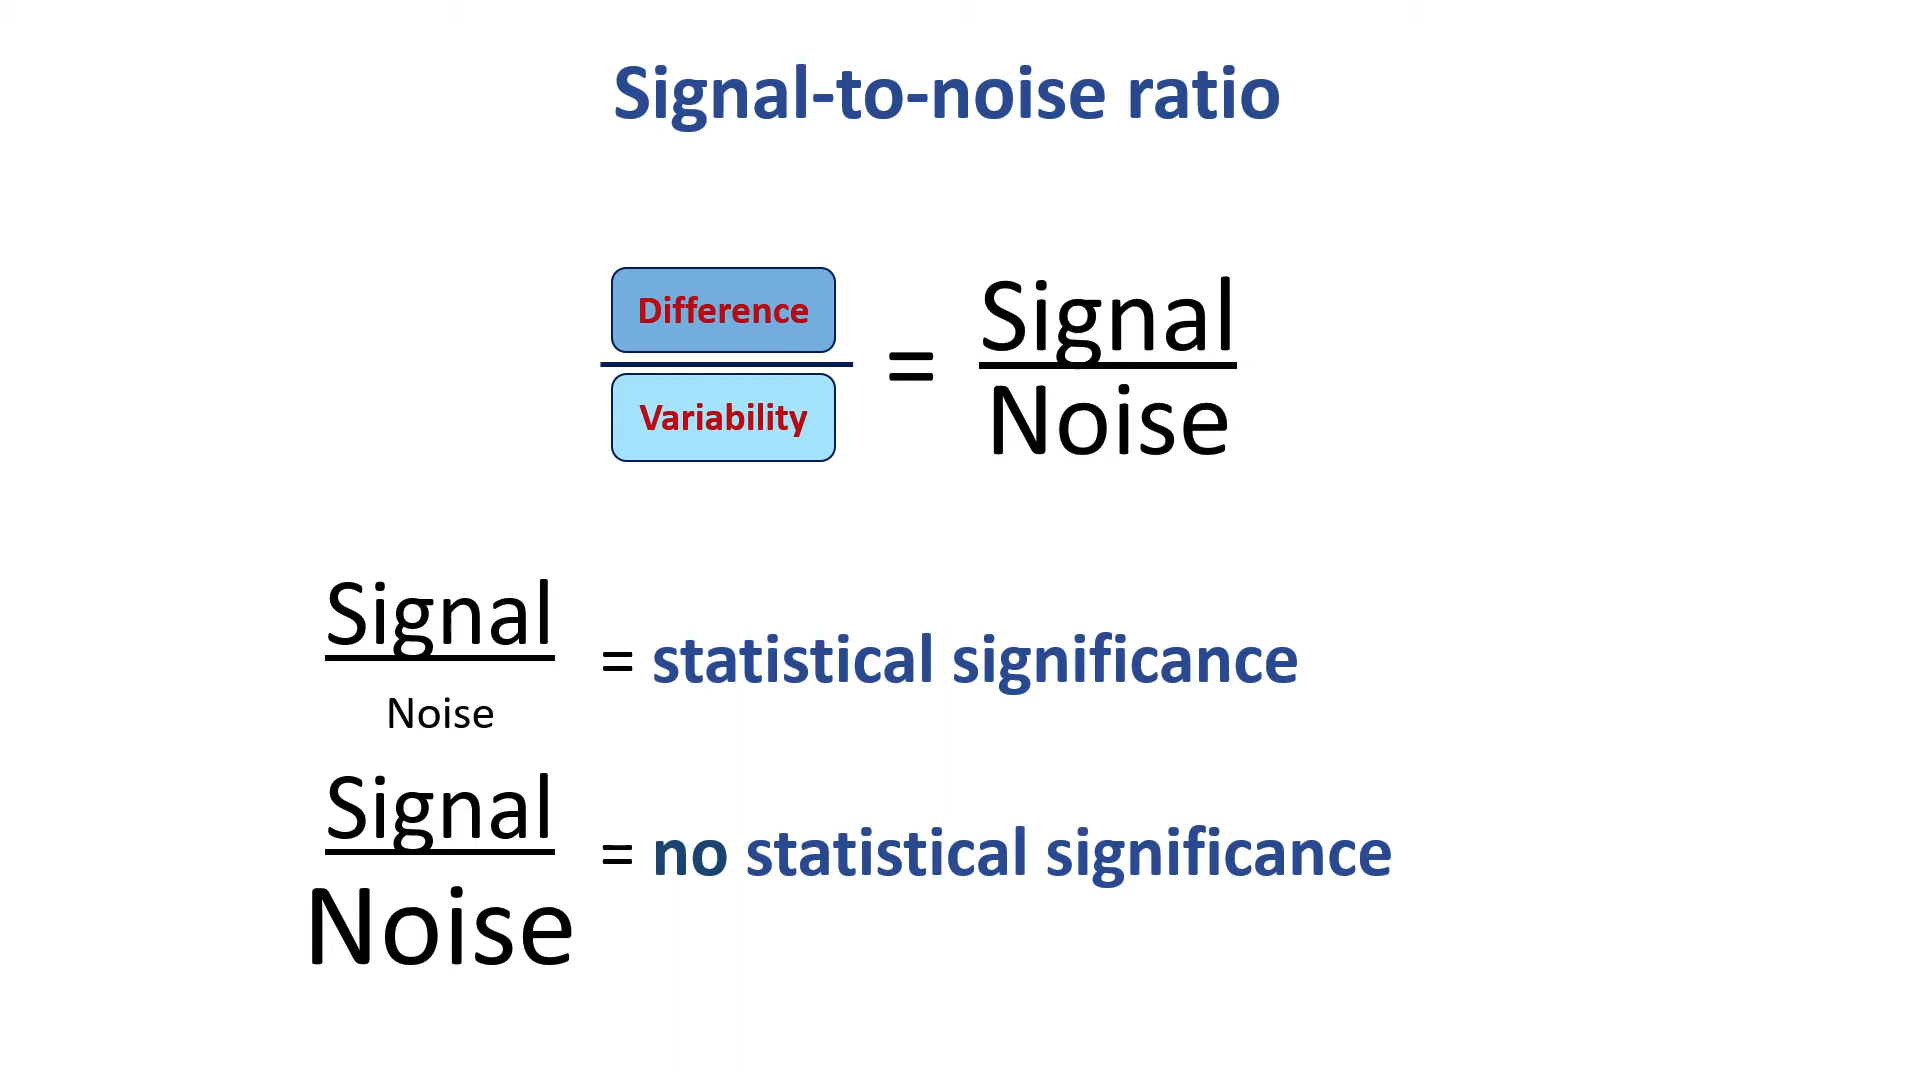 Signal-to-noise ratio
Difference
Variability
=
Signal
Noise
Signal
Noise
= statistical significance
Signal
Noise
= no statistical significance